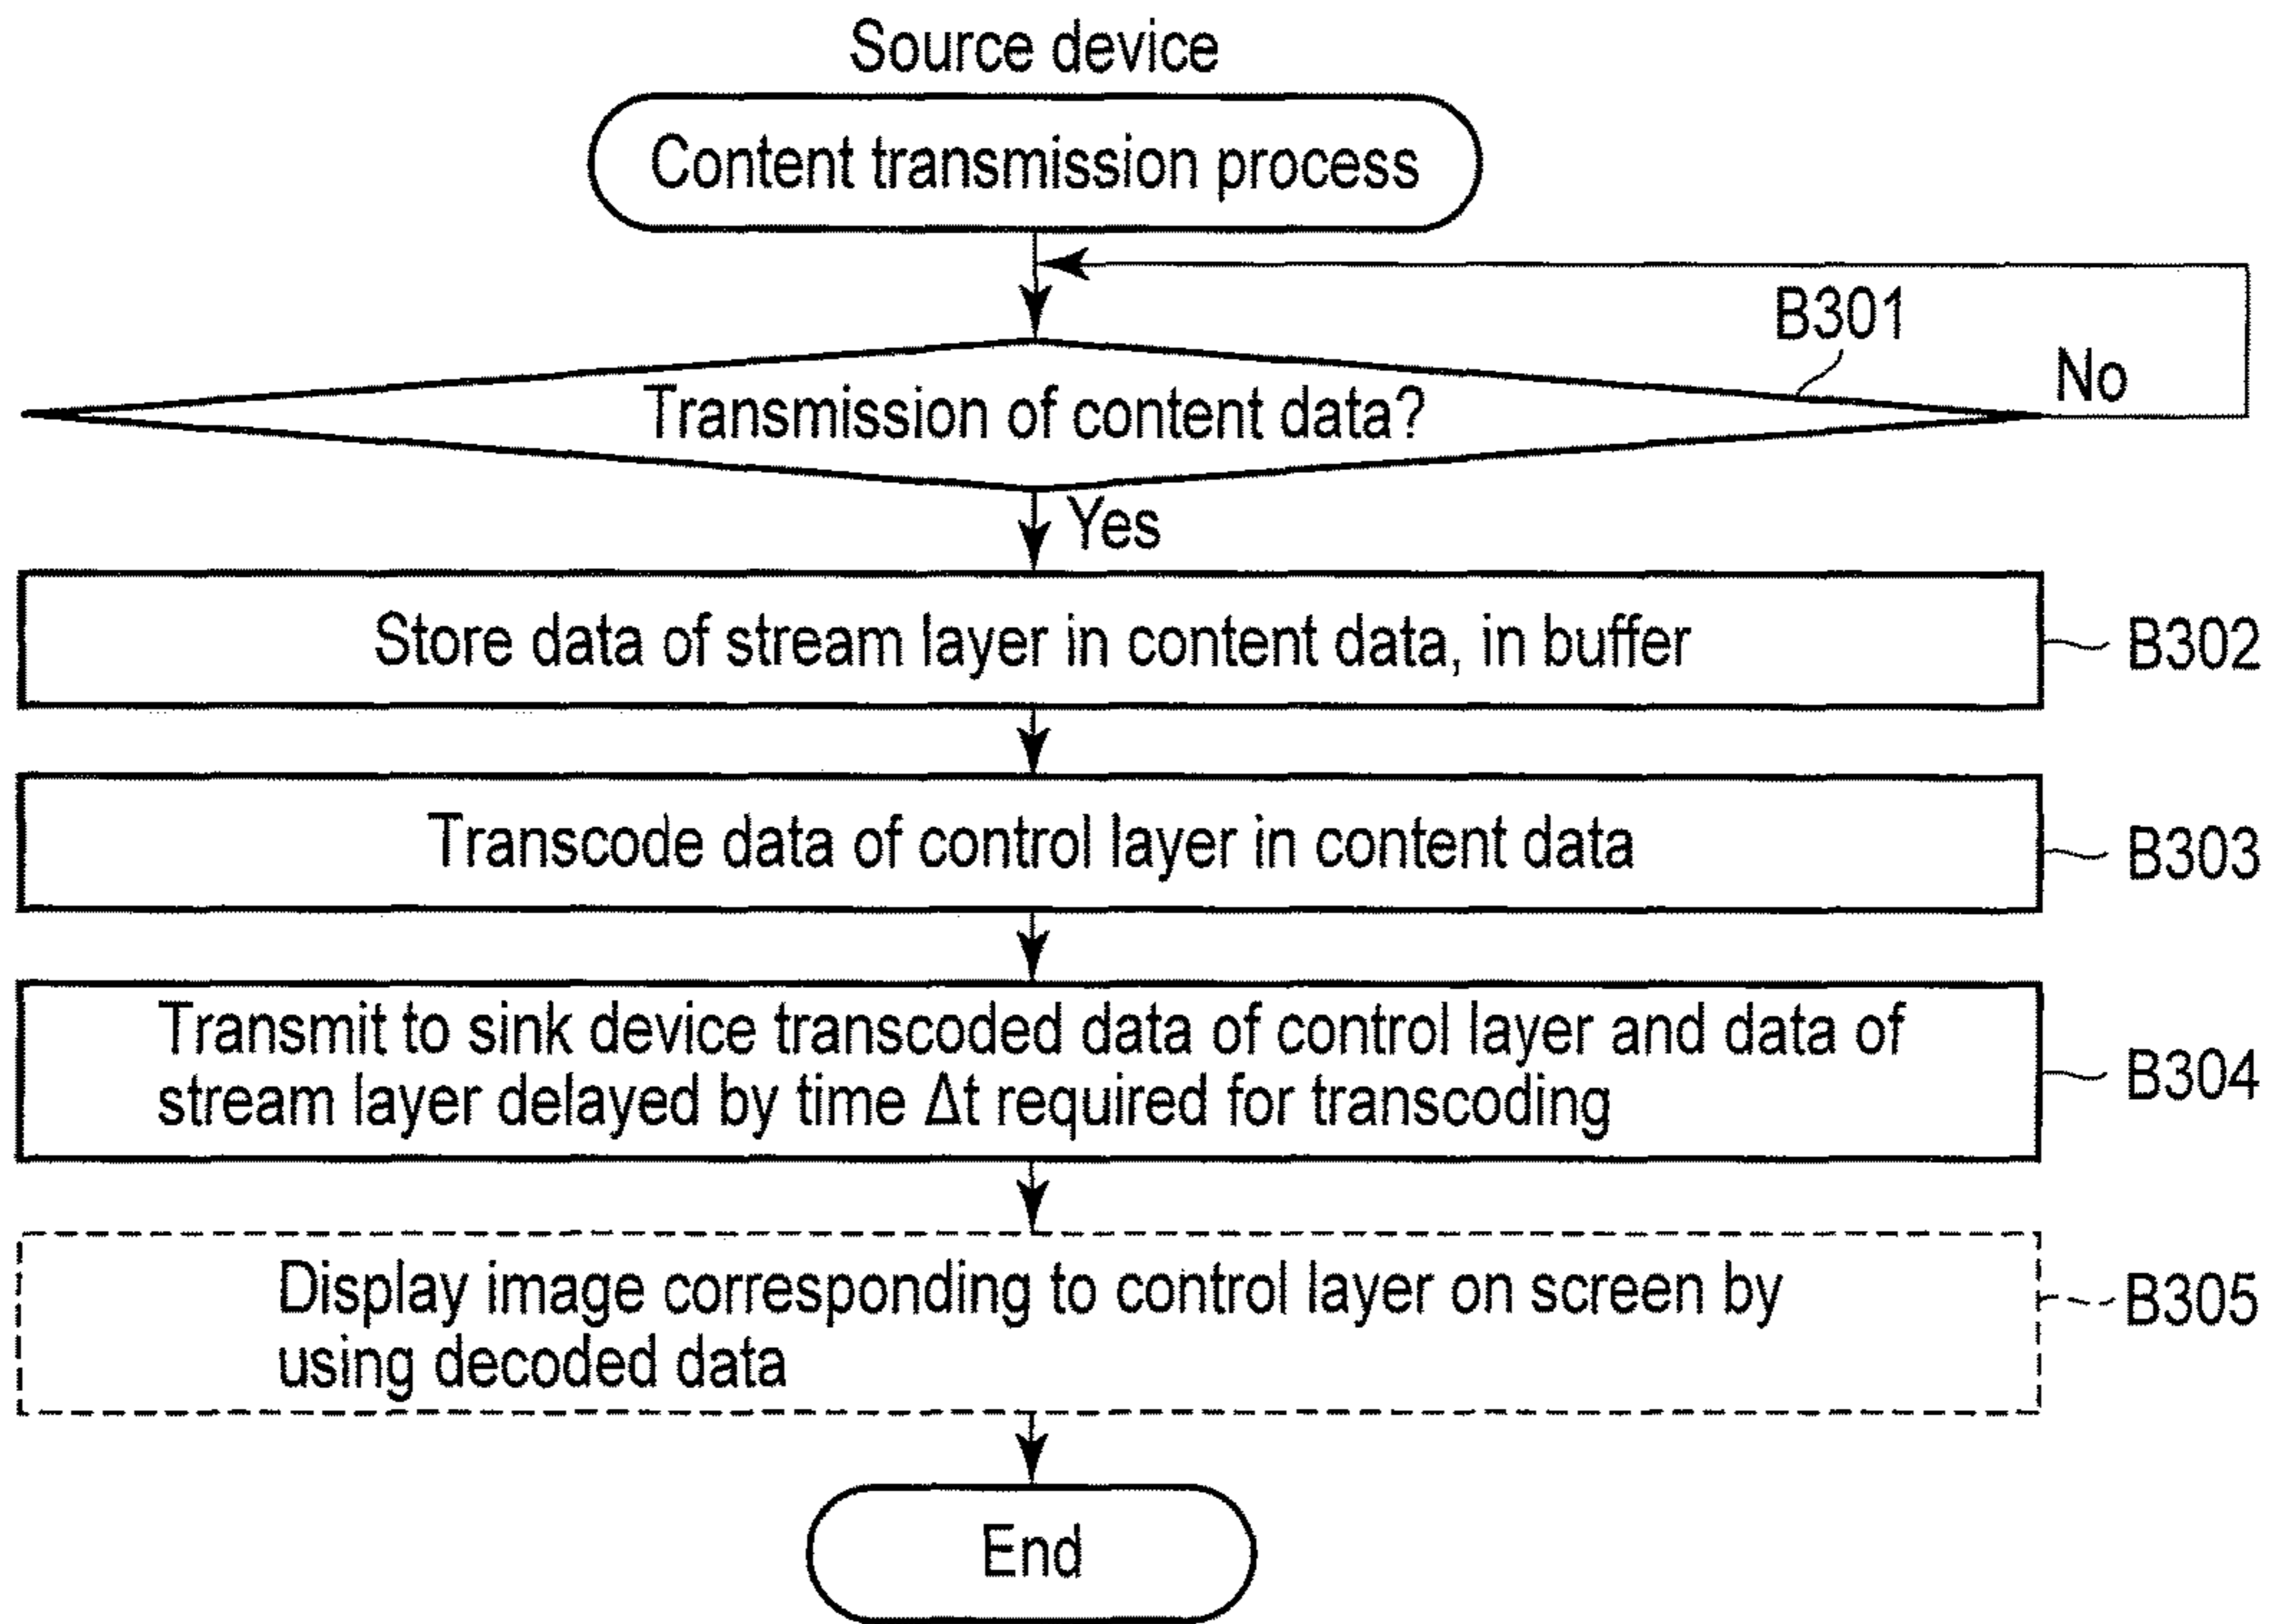 Source device
Content transmission process
B301
No
Transmission of content data?
Yes
Store data of stream layer in content data, in buffer
B302
Transcode data of control layer in content data
B303
Transmit to sink device transcoded data of control layer and data of
stream layer delayed by time Δt required for transcoding
B304
Display image corresponding to control layer on screen by
using decoded data
B305
End